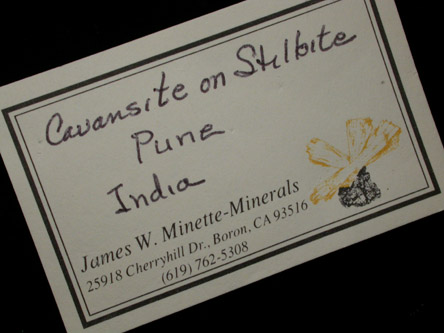 Cavansite on Stilbite
Pune
India
James W. Minette-Minerals
25918 Cherryhill Dr., Boron, CA 93516
(619) 762-5308